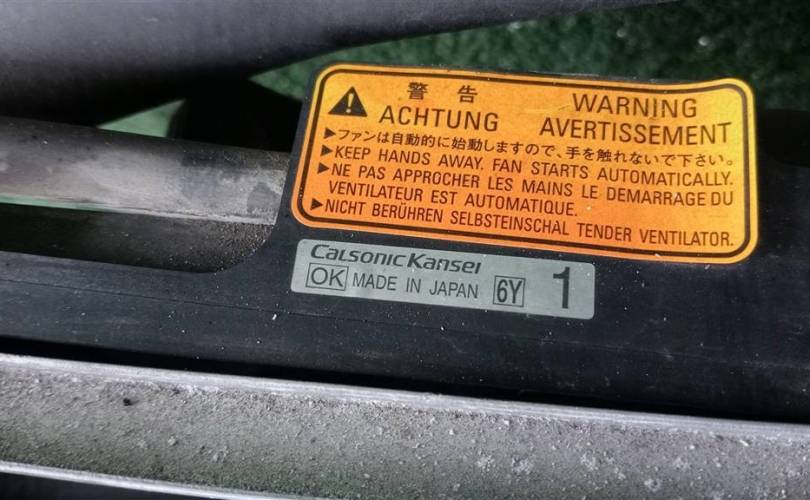 警告 WARNING
ACHTUNG AVERTISSEMENT
▶ファンは自動的に始動しますので、手を触れないで下さい。
▶KEEP HANDS AWAY. FAN STARTS AUTOMATICALLY.
▶NE PAS APPROCHER LES MAINS LE DEMARRAGE DU
VENTILATEUR EST AUTOMATIQUE.
▶NICHT BERÜHREN SELBSTEINSCHAL TENDER VENTILATOR.
CalsonicKansei
OK MADE IN JAPAN 6Y 1